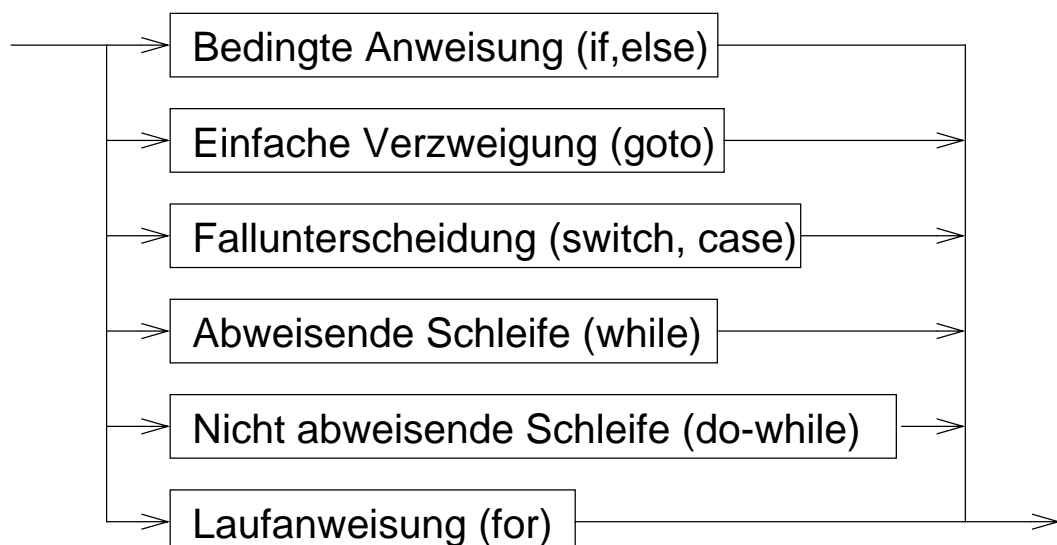 Bedingte Anweisung (if,else)
Einfache Verzweigung (goto)
Fallunterscheidung (switch, case)
Abweisende Schleife (while)
Nicht abweisende Schleife (do-while)
Laufanweisung (for)